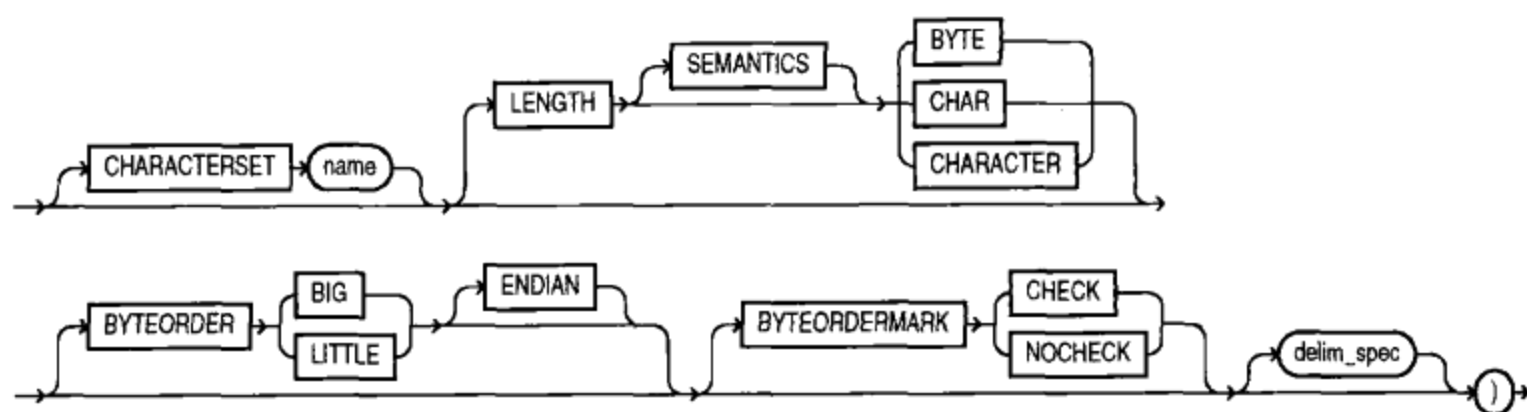 BYTE
SEMANTICS
LENGTH
CHAR
CHARACTERSET name
CHARACTER
BIG
ENDIAN
CHECK
BYTEORDER
BYTEORDERMARK
LITTLE
NOCHECK
delim_spec
)